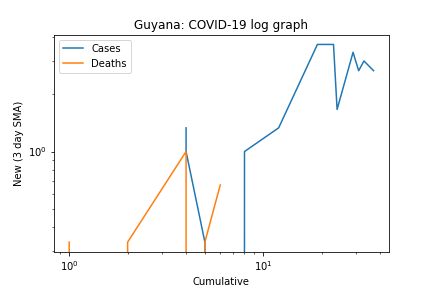 Guyana: COVID-19 log graph
Cases
Deaths
New (3 day SMA)
10⁰
10⁰
10¹
Cumulative